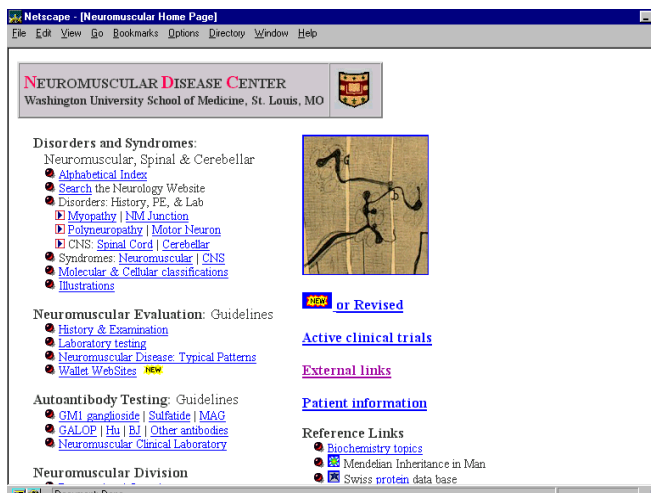 Netscape - [Neuromuscular Home Page]
File Edit View Go Bookmarks Options Directory Window Help
NEUROMUSCULAR DISEASE CENTER
Washington University School of Medicine, St. Louis, MO
Disorders and Syndromes:
Neuromuscular, Spinal & Cerebellar
Alphabetical Index
Search the Neurology Website
Disorders: History, PE, & Lab
Myopathy | NM Junction
Polyneuropathy | Motor Neuron
CNS: Spinal Cord | Cerebellar
Syndromes: Neuromuscular | CNS
Molecular & Cellular classifications
Illustrations
Neuromuscular Evaluation: Guidelines
History & Examination
Laboratory testing
Neuromuscular Disease: Typical Patterns
Wallet WebSites NEW
Autoantibody Testing: Guidelines
GM1 ganglioside | Sulfatide | MAG
GALOP | Hu | BJ | Other antibodies
Neuromuscular Clinical Laboratory
Neuromuscular Division
NEW or Revised
Active clinical trials
External links
Patient information
Reference Links
Biochemistry topics
Mendelian Inheritance in Man
Swiss protein data base